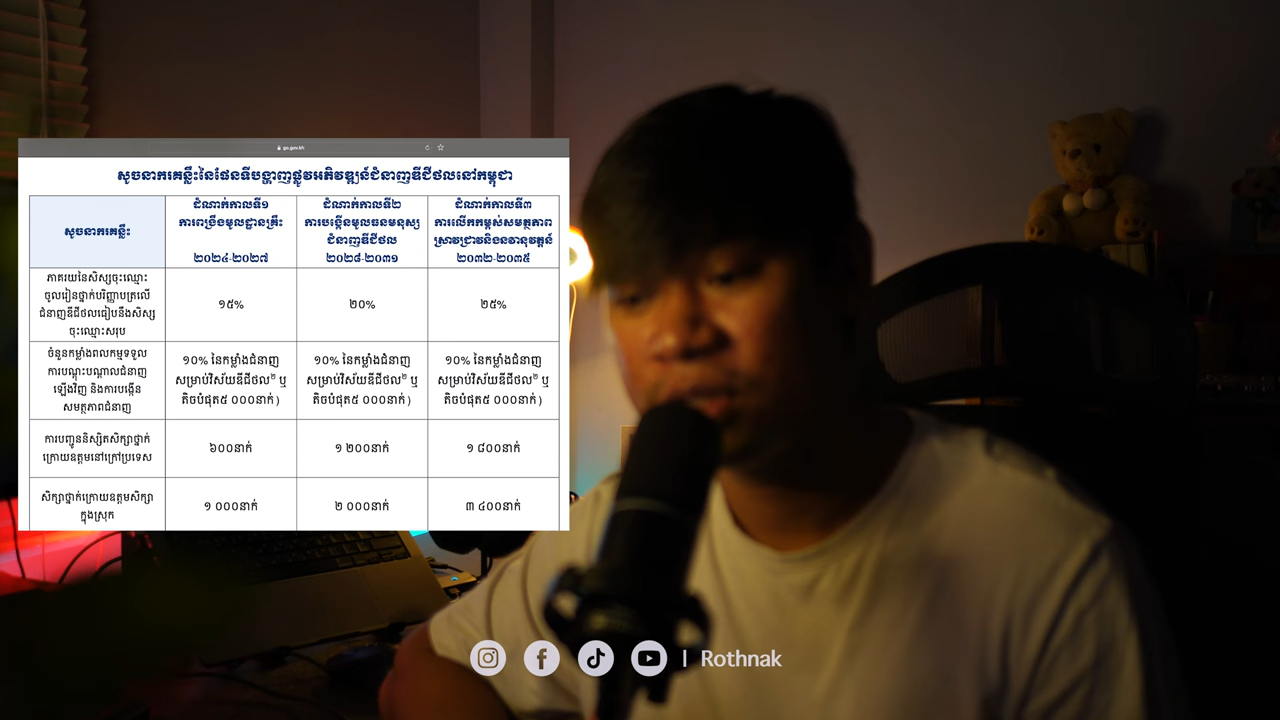 go.gov.kh
សូចនាករគន្លឹះនៃផែនទីបង្ហាញផ្លូវអភិវឌ្ឍន៍ជំនាញឌីជីថលនៅកម្ពុជា
សូចនាករគន្លឹះ
ដំណាក់កាលទី១
ការពង្រឹងមូលដ្ឋានគ្រឹះ
២០២៤-២០២៧
ដំណាក់កាលទី២
ការបង្កើនមូលធនមនុស្ស
ជំនាញឌីជីថល
២០២៨-២០៣១
ដំណាក់កាលទី៣
ការលើកកម្ពស់សមត្ថភាព
ស្រាវជ្រាវនិងនវានុវត្តន៍
២០៣២-២០៣៥
ភាគរយនៃសិស្សចុះឈ្មោះ
ចូលរៀនថ្នាក់បរិញ្ញាបត្រលើ
ជំនាញឌីជីថលធៀបនឹងសិស្ស
ចុះឈ្មោះសរុប
១៥%
២០%
២៥%
ចំនួនកម្លាំងពលកម្មទទួល
ការបណ្តុះបណ្តាលជំនាញ
ឡើងវិញ និងការបង្កើន
សមត្ថភាពជំនាញ
១០% នៃកម្លាំងជំនាញ
សម្រាប់វិស័យឌីជីថល២ ឬ
តិចបំផុត៥ ០០០នាក់)
១០% នៃកម្លាំងជំនាញ
សម្រាប់វិស័យឌីជីថល២ ឬ
តិចបំផុត៥ ០០០នាក់)
១០% នៃកម្លាំងជំនាញ
សម្រាប់វិស័យឌីជីថល២ ឬ
តិចបំផុត៥ ០០០នាក់)
ការបញ្ជូននិស្សិតសិក្សាថ្នាក់
ក្រោយឧត្តមនៅក្រៅប្រទេស
៦០០នាក់
១ ២០០នាក់
១ ៨០០នាក់
សិក្សាថ្នាក់ក្រោយឧត្តមសិក្សា
ក្នុងស្រុក
១ ០០០នាក់
២ ០០០នាក់
៣ ៤០០នាក់
| Rothnak